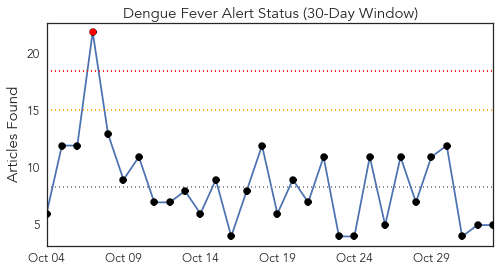 Dengue Fever Alert Status (30-Day Window)
Articles Found
20
15
10
5
Oct 04 Oct 09 Oct 14 Oct 19 Oct 24 Oct 29